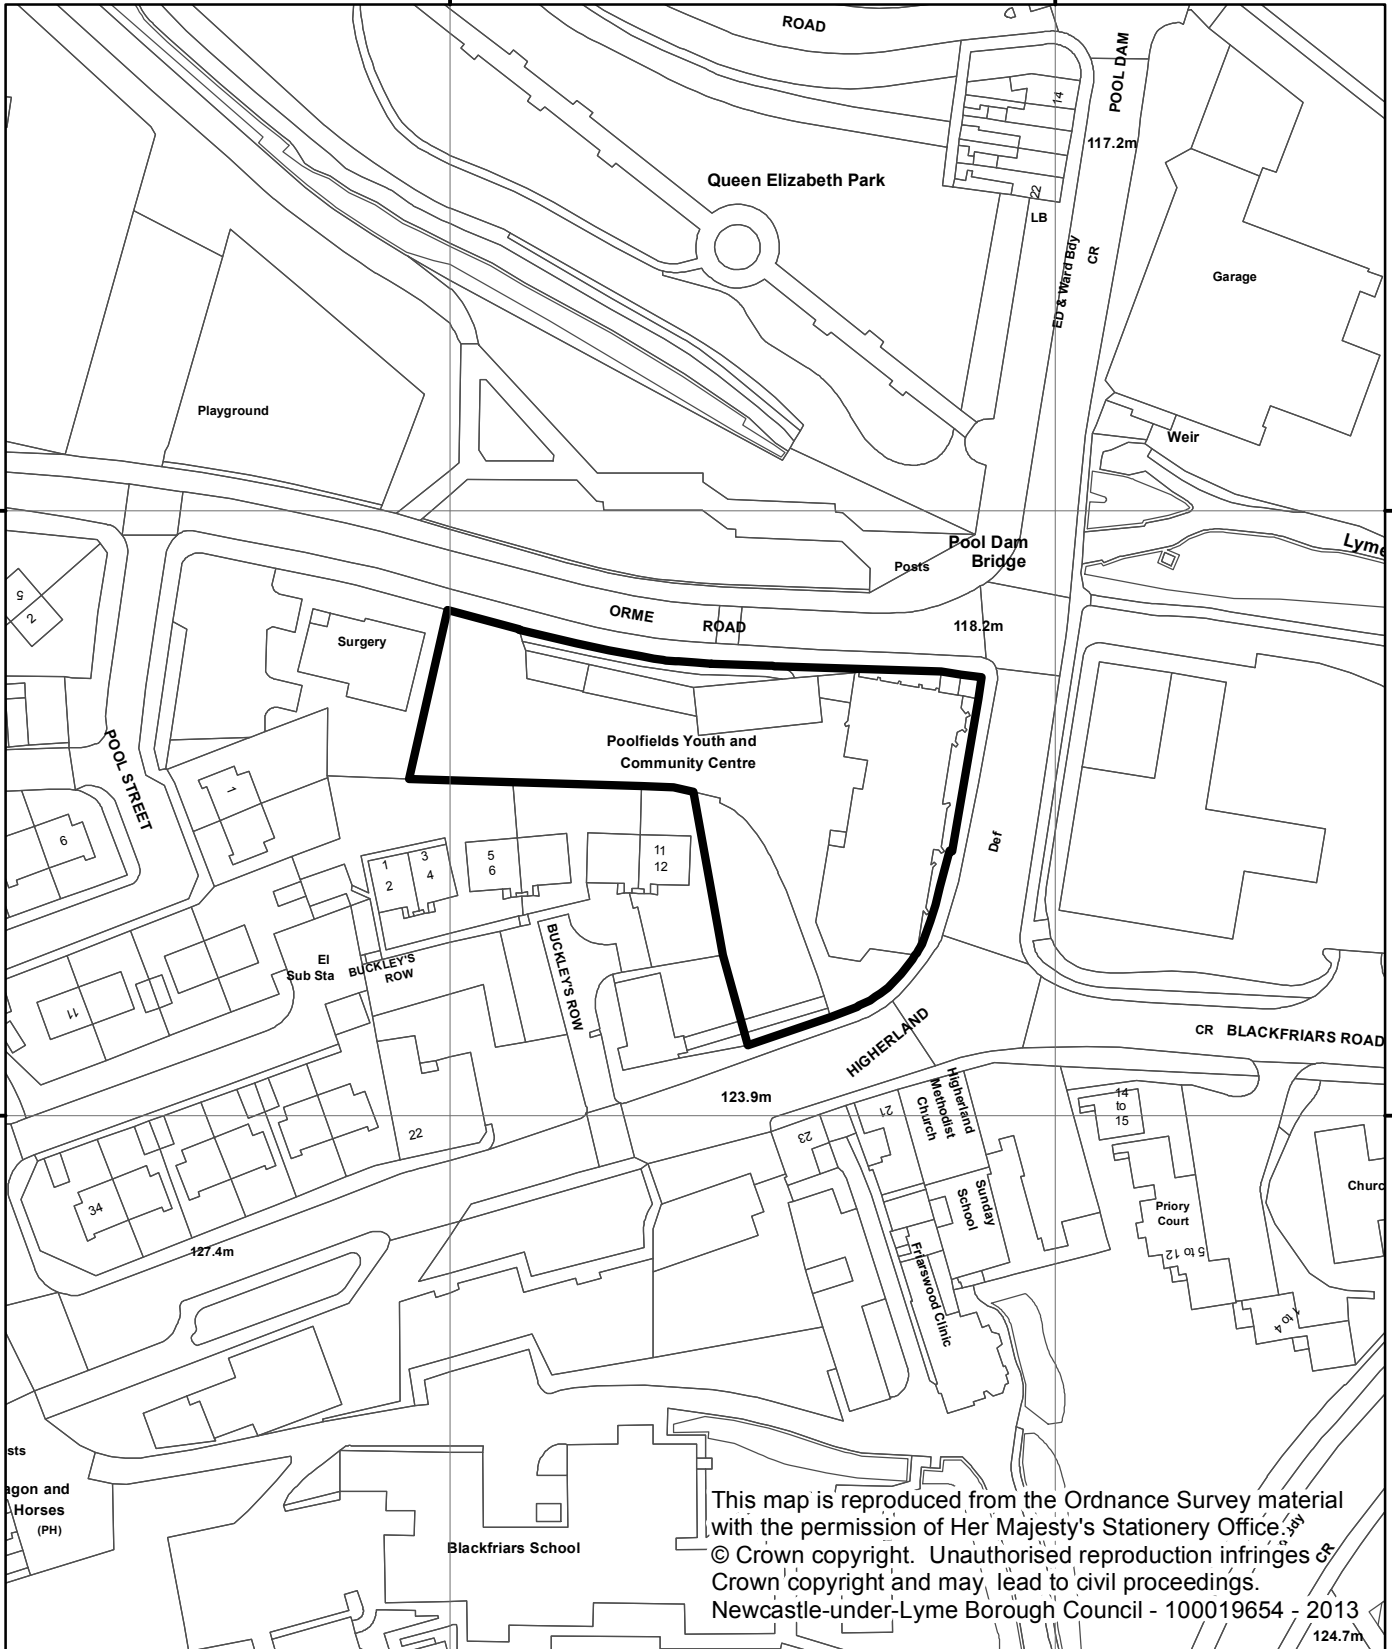 ROAD
POOL DAM
14
117.2m
Queen Elizabeth Park
22
LB
ED & Ward Bdy
CR
Garage
Playground
Weir
Pool Dam
Bridge
Lyme
Posts
5
2
ORME
ROAD
118.2m
Surgery
Poolfields Youth and
Community Centre
POOL STREET
1
6
Def
1
2
3
4
5
6
11
12
El
Sub Sta
BUCKLEY'S
ROW
BUCKLEY'S ROW
11
HIGHERLAND
CR
BLACKFRIARS ROAD
123.9m
22
23
21
Higherland
Methodist
Church
14
to
15
34
Sunday
School
Priory
Court
Churc
127.4m
5 to 12
Friarswood Clinic
1 to 4
sts
agon and
Horses
(PH)
Blackfriars School
This map is reproduced from the Ordnance Survey material
with the permission of Her Majesty's Stationery Office.
© Crown copyright. Unauthorised reproduction infringes
Crown copyright and may lead to civil proceedings.
Newcastle-under-Lyme Borough Council - 100019654 - 2013
CR
124.7m